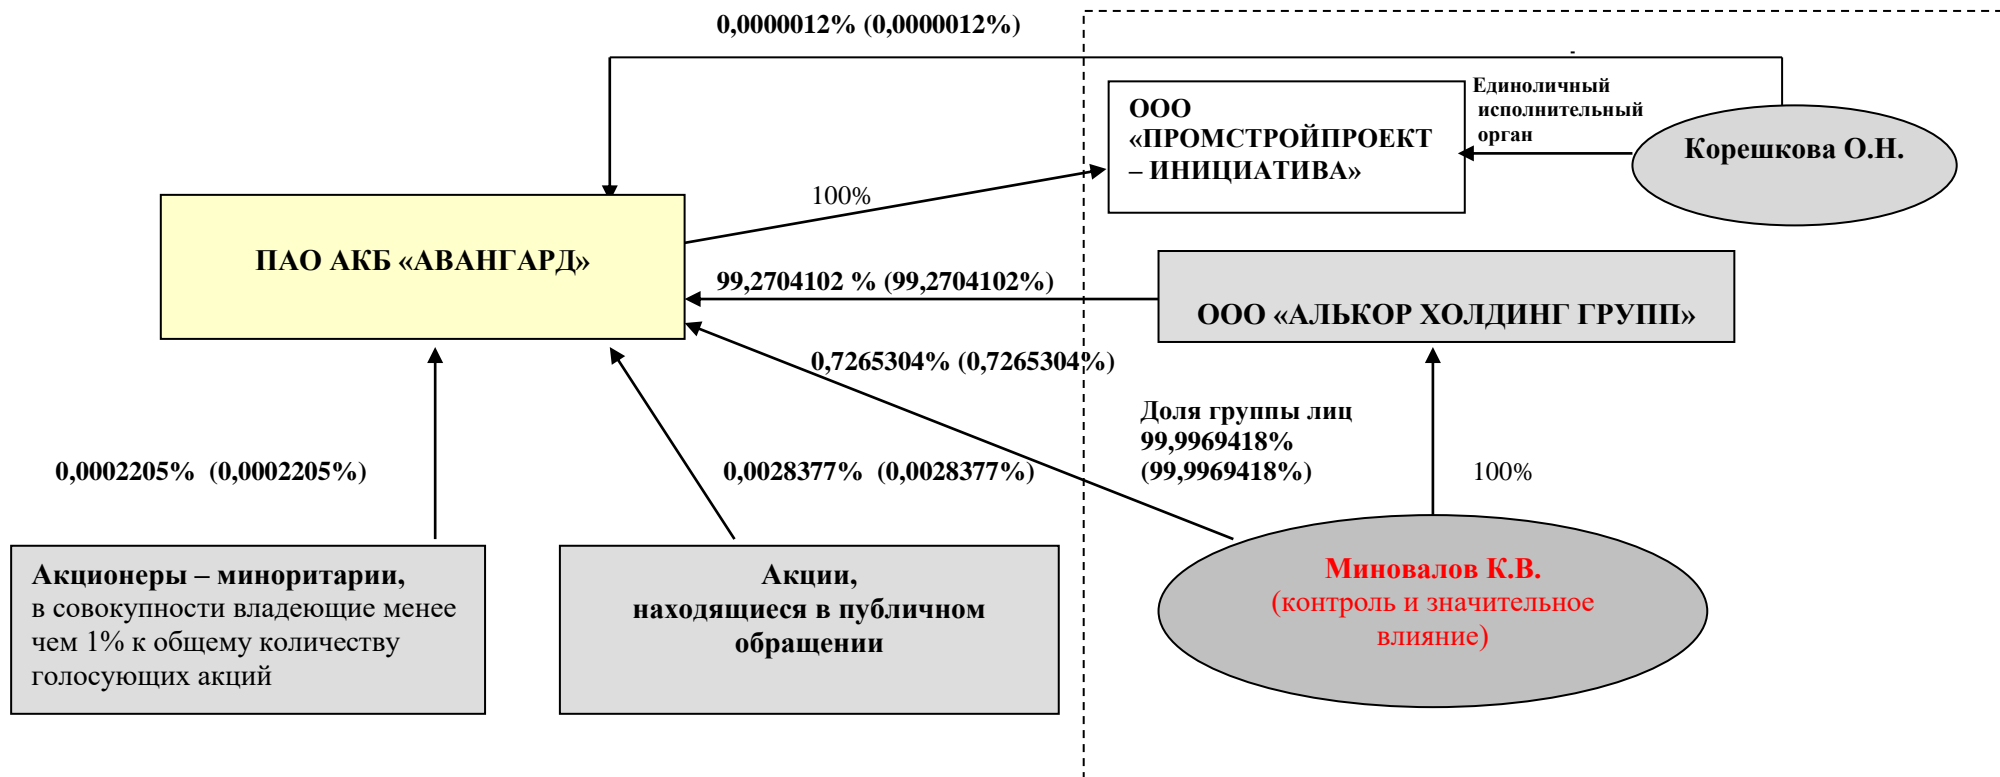 0,0000012% (0,0000012%)
-
Единоличный
исполнительный
орган
ООО
«ПРОМСТРОЙПРОЕКТ
– ИНИЦИАТИВА»
Корешкова О.Н.
100%
ПАО АКБ «АВАНГАРД»
99,2704102 % (99,2704102%)
ООО «АЛЬКОР ХОЛДИНГ ГРУПП»
0,7265304% (0,7265304%)
Доля группы лиц
99,9969418%
(99,9969418%)
100%
0,0002205% (0,0002205%)
0,0028377% (0,0028377%)
Акционеры – миноритарии,
в совокупности владеющие менее
чем 1% к общему количеству
голосующих акций
Акции,
находящиеся в публичном
обращении
Миновалов К.В.
(контроль и значительное
влияние)